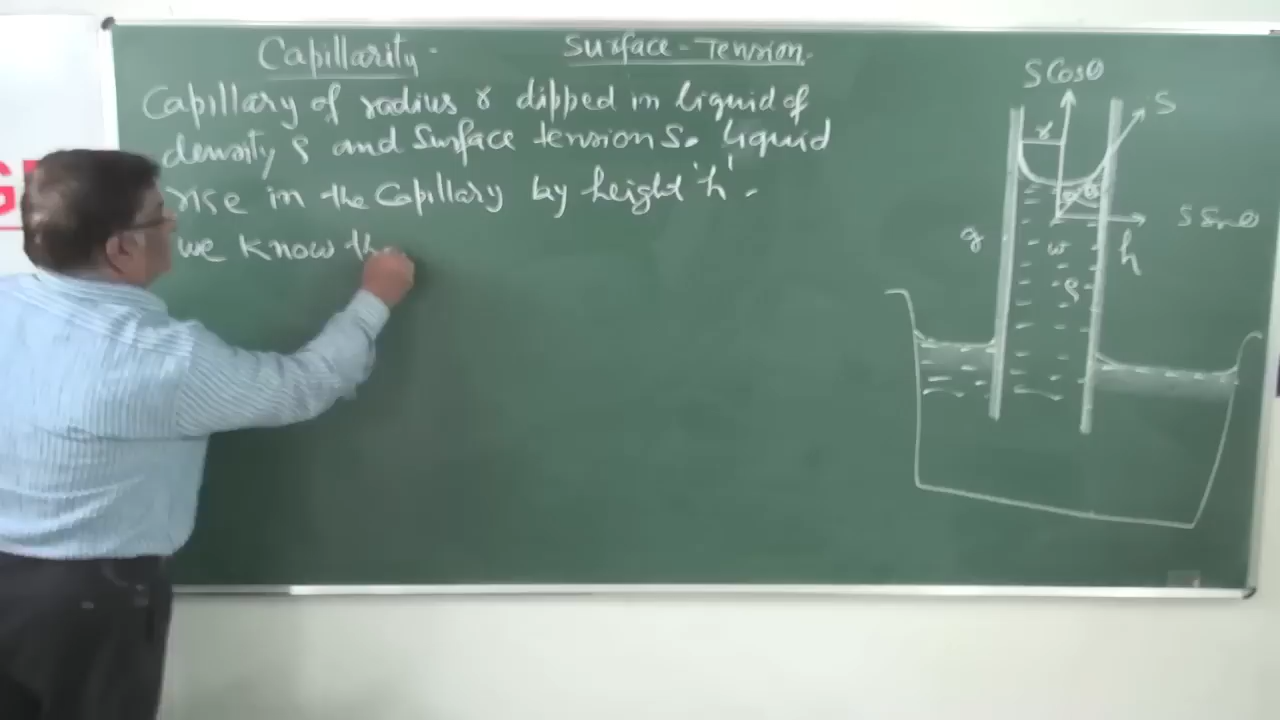 Capillarity. Surface-Tension.
Capillary of radius r dipped in liquid of
density ρ and Surface tension S. Liquid
rise in the Capillary by height 'h'.
we know th
S Cosθ
S
r
θ
S Sinθ
w
h
ρ
G